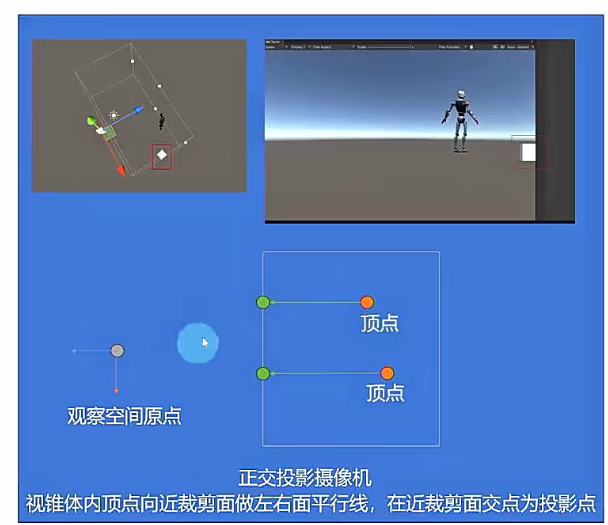 顶点
顶点
观察空间原点
正交投影摄像机
视锥体内顶点向近裁剪面做左右面平行线，在近裁剪面交点为投影点